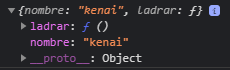 ▼ {nombre: "kenai", ladrar: ƒ} i
▶ ladrar: ƒ ()
nombre: "kenai"
▶ __proto__: Object